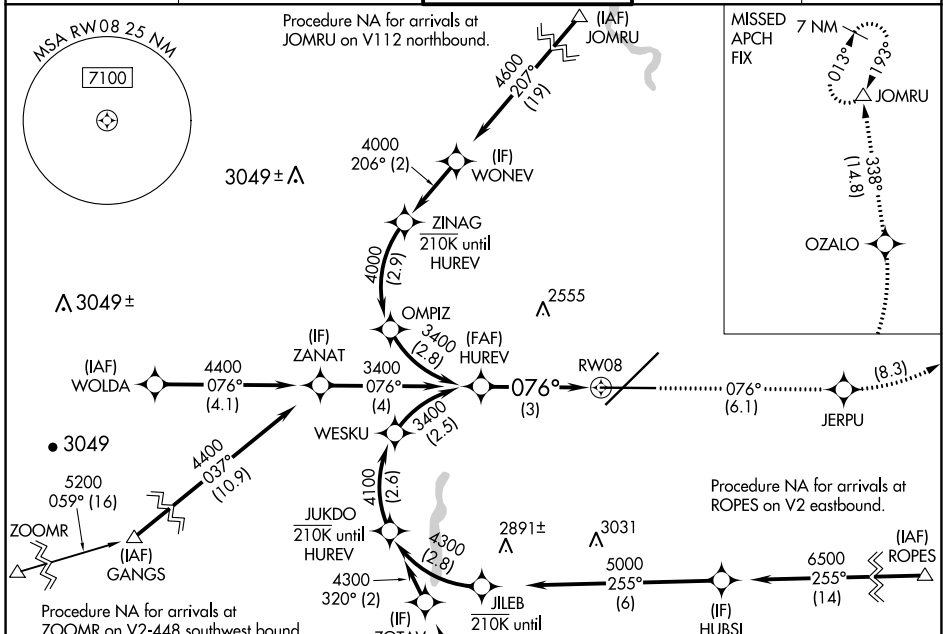 Procedure NA for arrivals at
JOMRU on V112 northbound.
(IAF)
JOMRU
MISSED
APCH
FIX
7 NM
013°
193°
JOMRU
338°
(14.8)
OZALO
MSA RW08 25 NM
7100
4600
207°
(19)
4000
206° (2)
(IF)
WONEV
3049±
ZINAG
210K until
HUREV
4000
(2.9)
3049±
OMPIZ
2555
3400
(2.8)
(IAF)
WOLDA
4400
076°
(4.1)
(IF)
ZANAT
3400
076°
(4)
(FAF)
HUREV
076°
(3)
RW08
076°
(6.1)
JERPU
(8.3)
WESKU
3400
(2.5)
3049
4400
037°
(10.9)
5200
059° (16)
ZOOMR
(IAF)
GANGS
4100
(2.6)
JUKDO
210K until
HUREV
4300
(2.8)
2891±
3031
Procedure NA for arrivals at
ROPES on V2 eastbound.
(IAF)
ROPES
6500
255°
(14)
5000
255°
(6)
(IF)
HUBSI
JILEB
210K until
4300
320° (2)
(IF)
Procedure NA for arrivals at
ZOOMR on V2-448 southwest bound